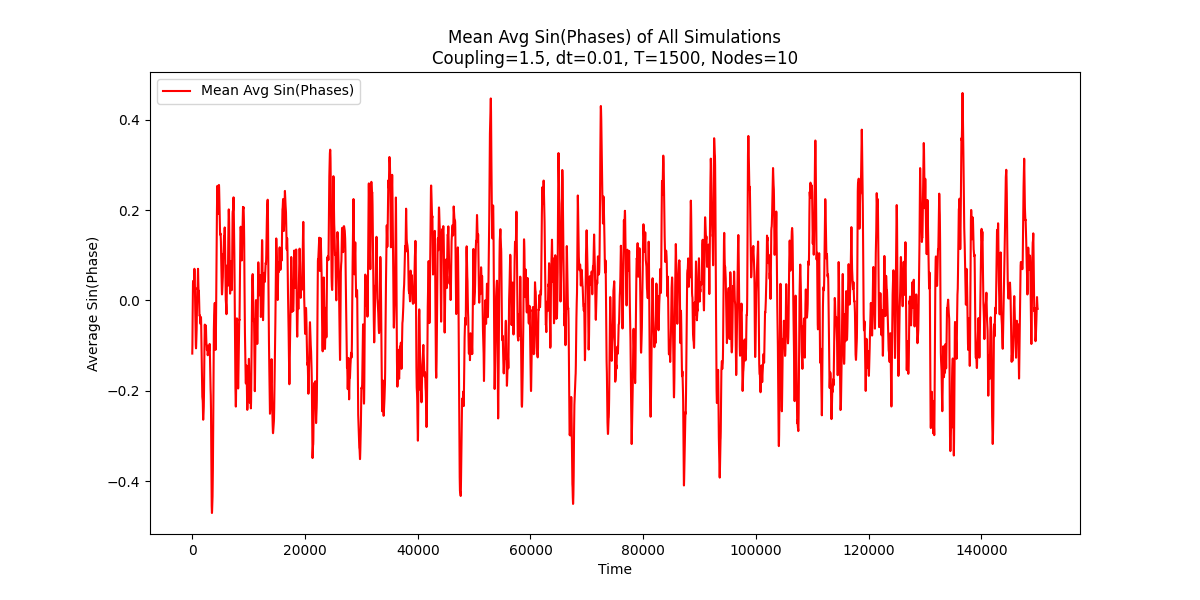 Mean Avg Sin(Phases) of All Simulations
Coupling=1.5, dt=0.01, T=1500, Nodes=10
Mean Avg Sin(Phases)
Average Sin(Phase)
0.4
0.2
0.0
−0.2
−0.4
0 20000 40000 60000 80000 100000 120000 140000
Time